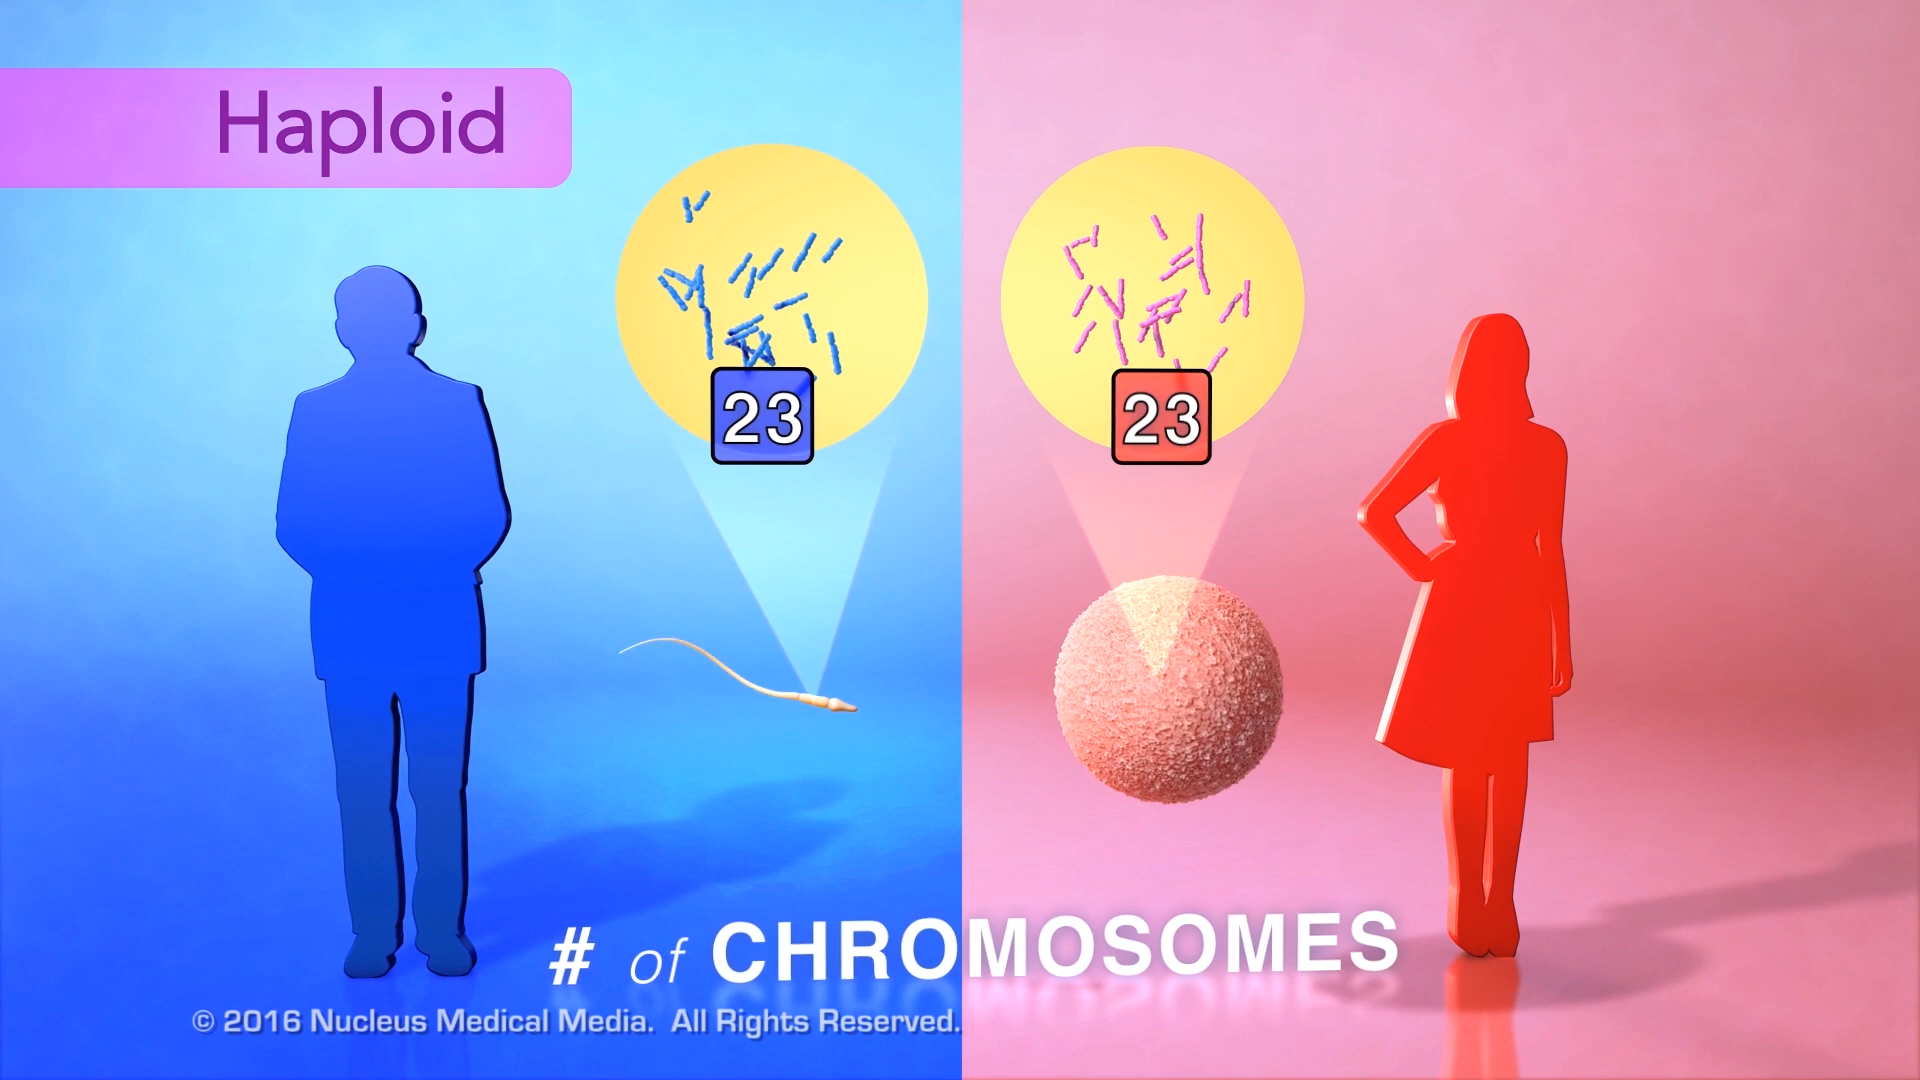 Haploid
23
23
# of CHROMOSOMES
© 2016 Nucleus Medical Media. All Rights Reserved.